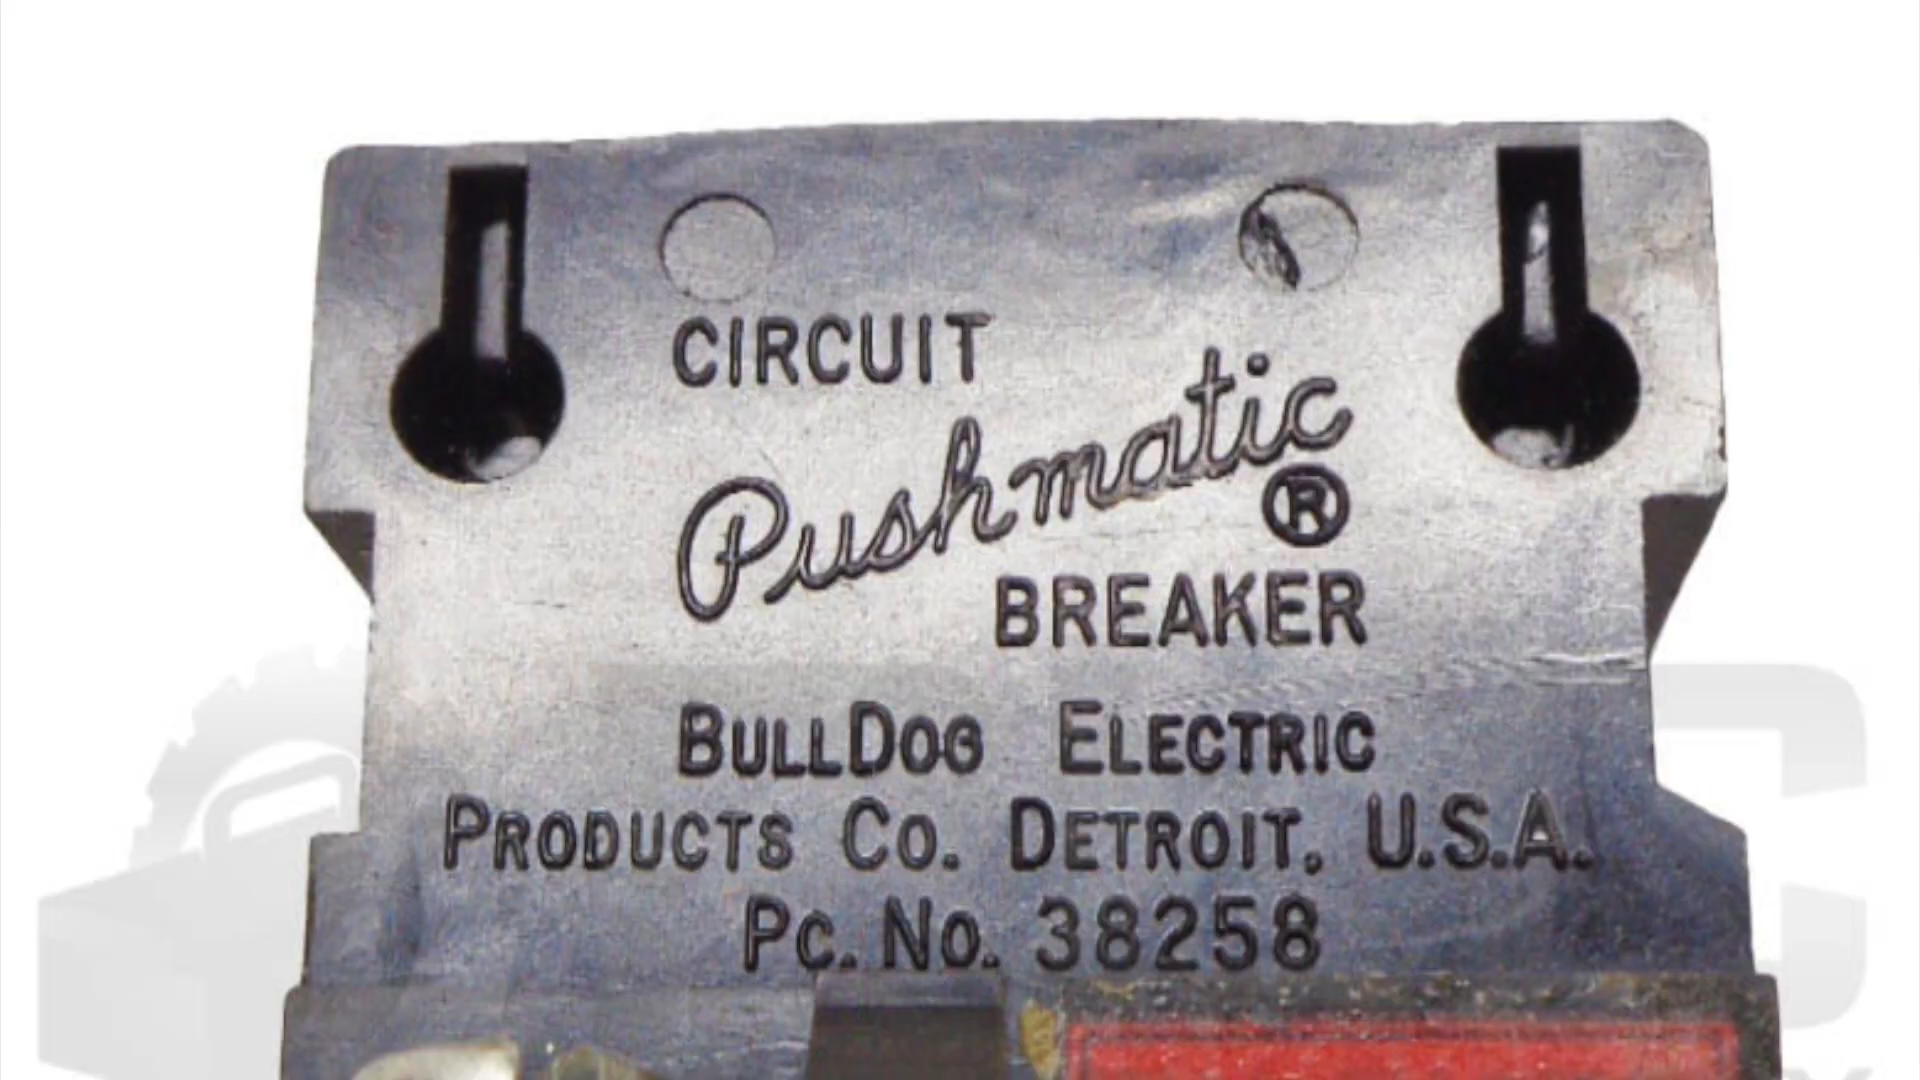 CIRCUIT
Pushmatic
®
BREAKER
BULLDOG ELECTRIC
PRODUCTS CO. DETROIT, U.S.A.
PC. NO. 38258